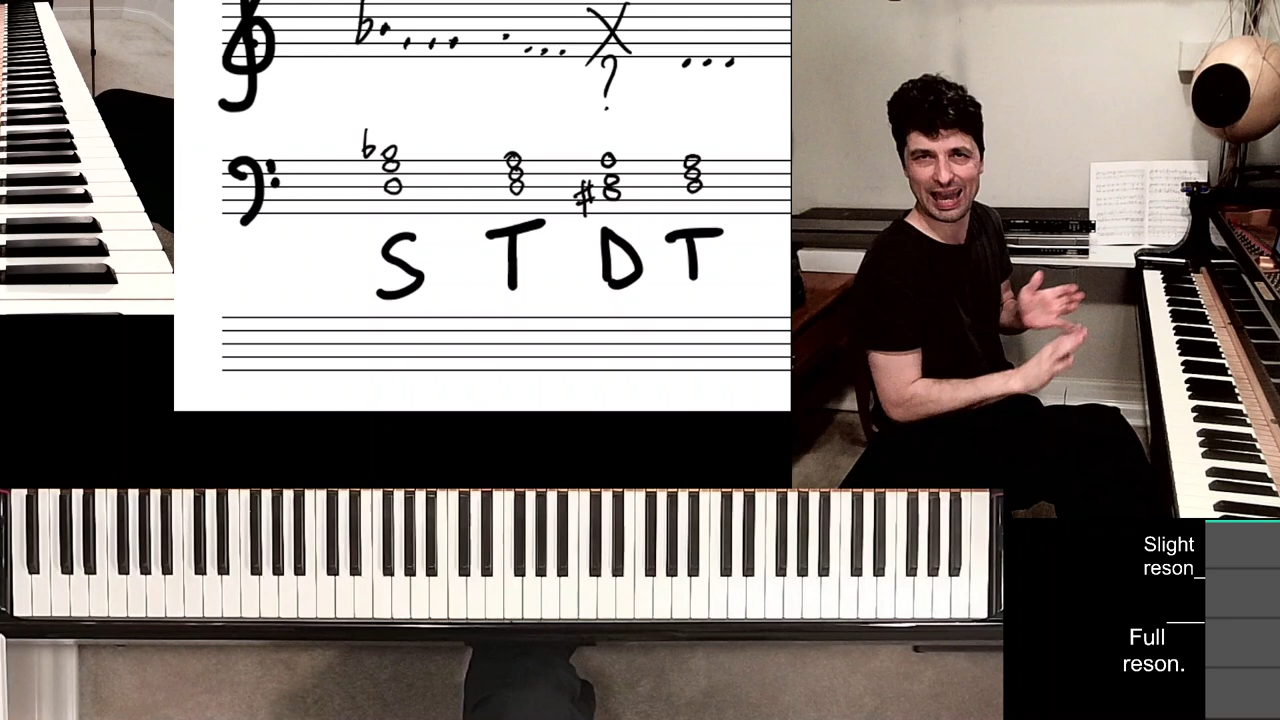 ?
S T D T
Slight
reson_
Full
reson.